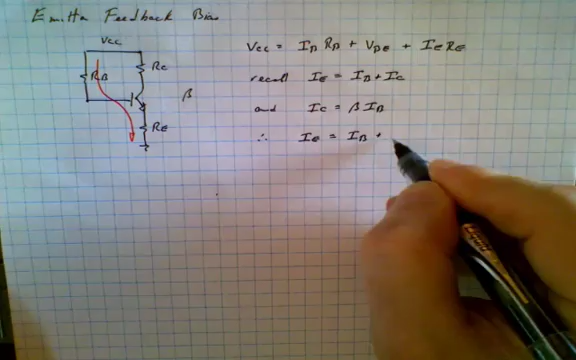 Emitter Feedback Bias
Vcc
RB
RC
β
RE
Vcc = IB RB + VBE + IE RE
recall IE = IB + IC
and IC = β IB
∴ IE = IB +